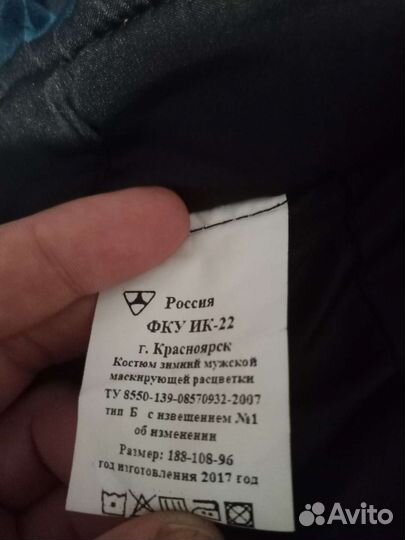 Россия
ФКУ ИК-22
г. Красноярск
Костюм зимний мужской
маскирующей расцветки
ТУ 8550-139-08570932-2007
тип Б с извещением №1
об изменении
Размер: 188-108-96
год изготовления 2017 год
Avito